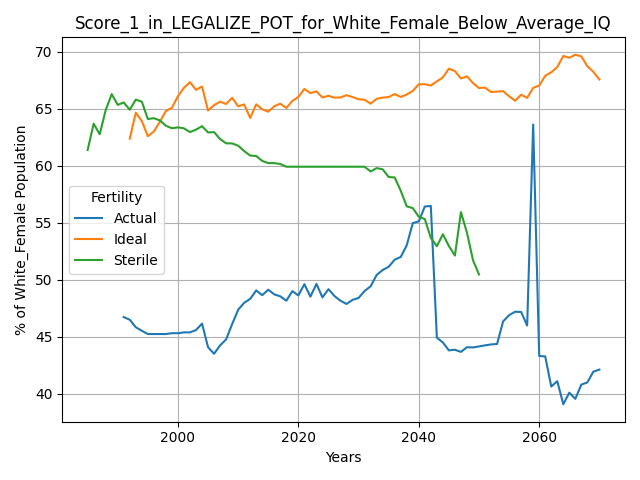 Score_1_in_LEGALIZE_POT_for_White_Female_Below_Average_IQ
% of White_Female Population
70
65
60
55
50
45
40
Fertility
Actual
Ideal
Sterile
2000
2020
2040
2060
Years